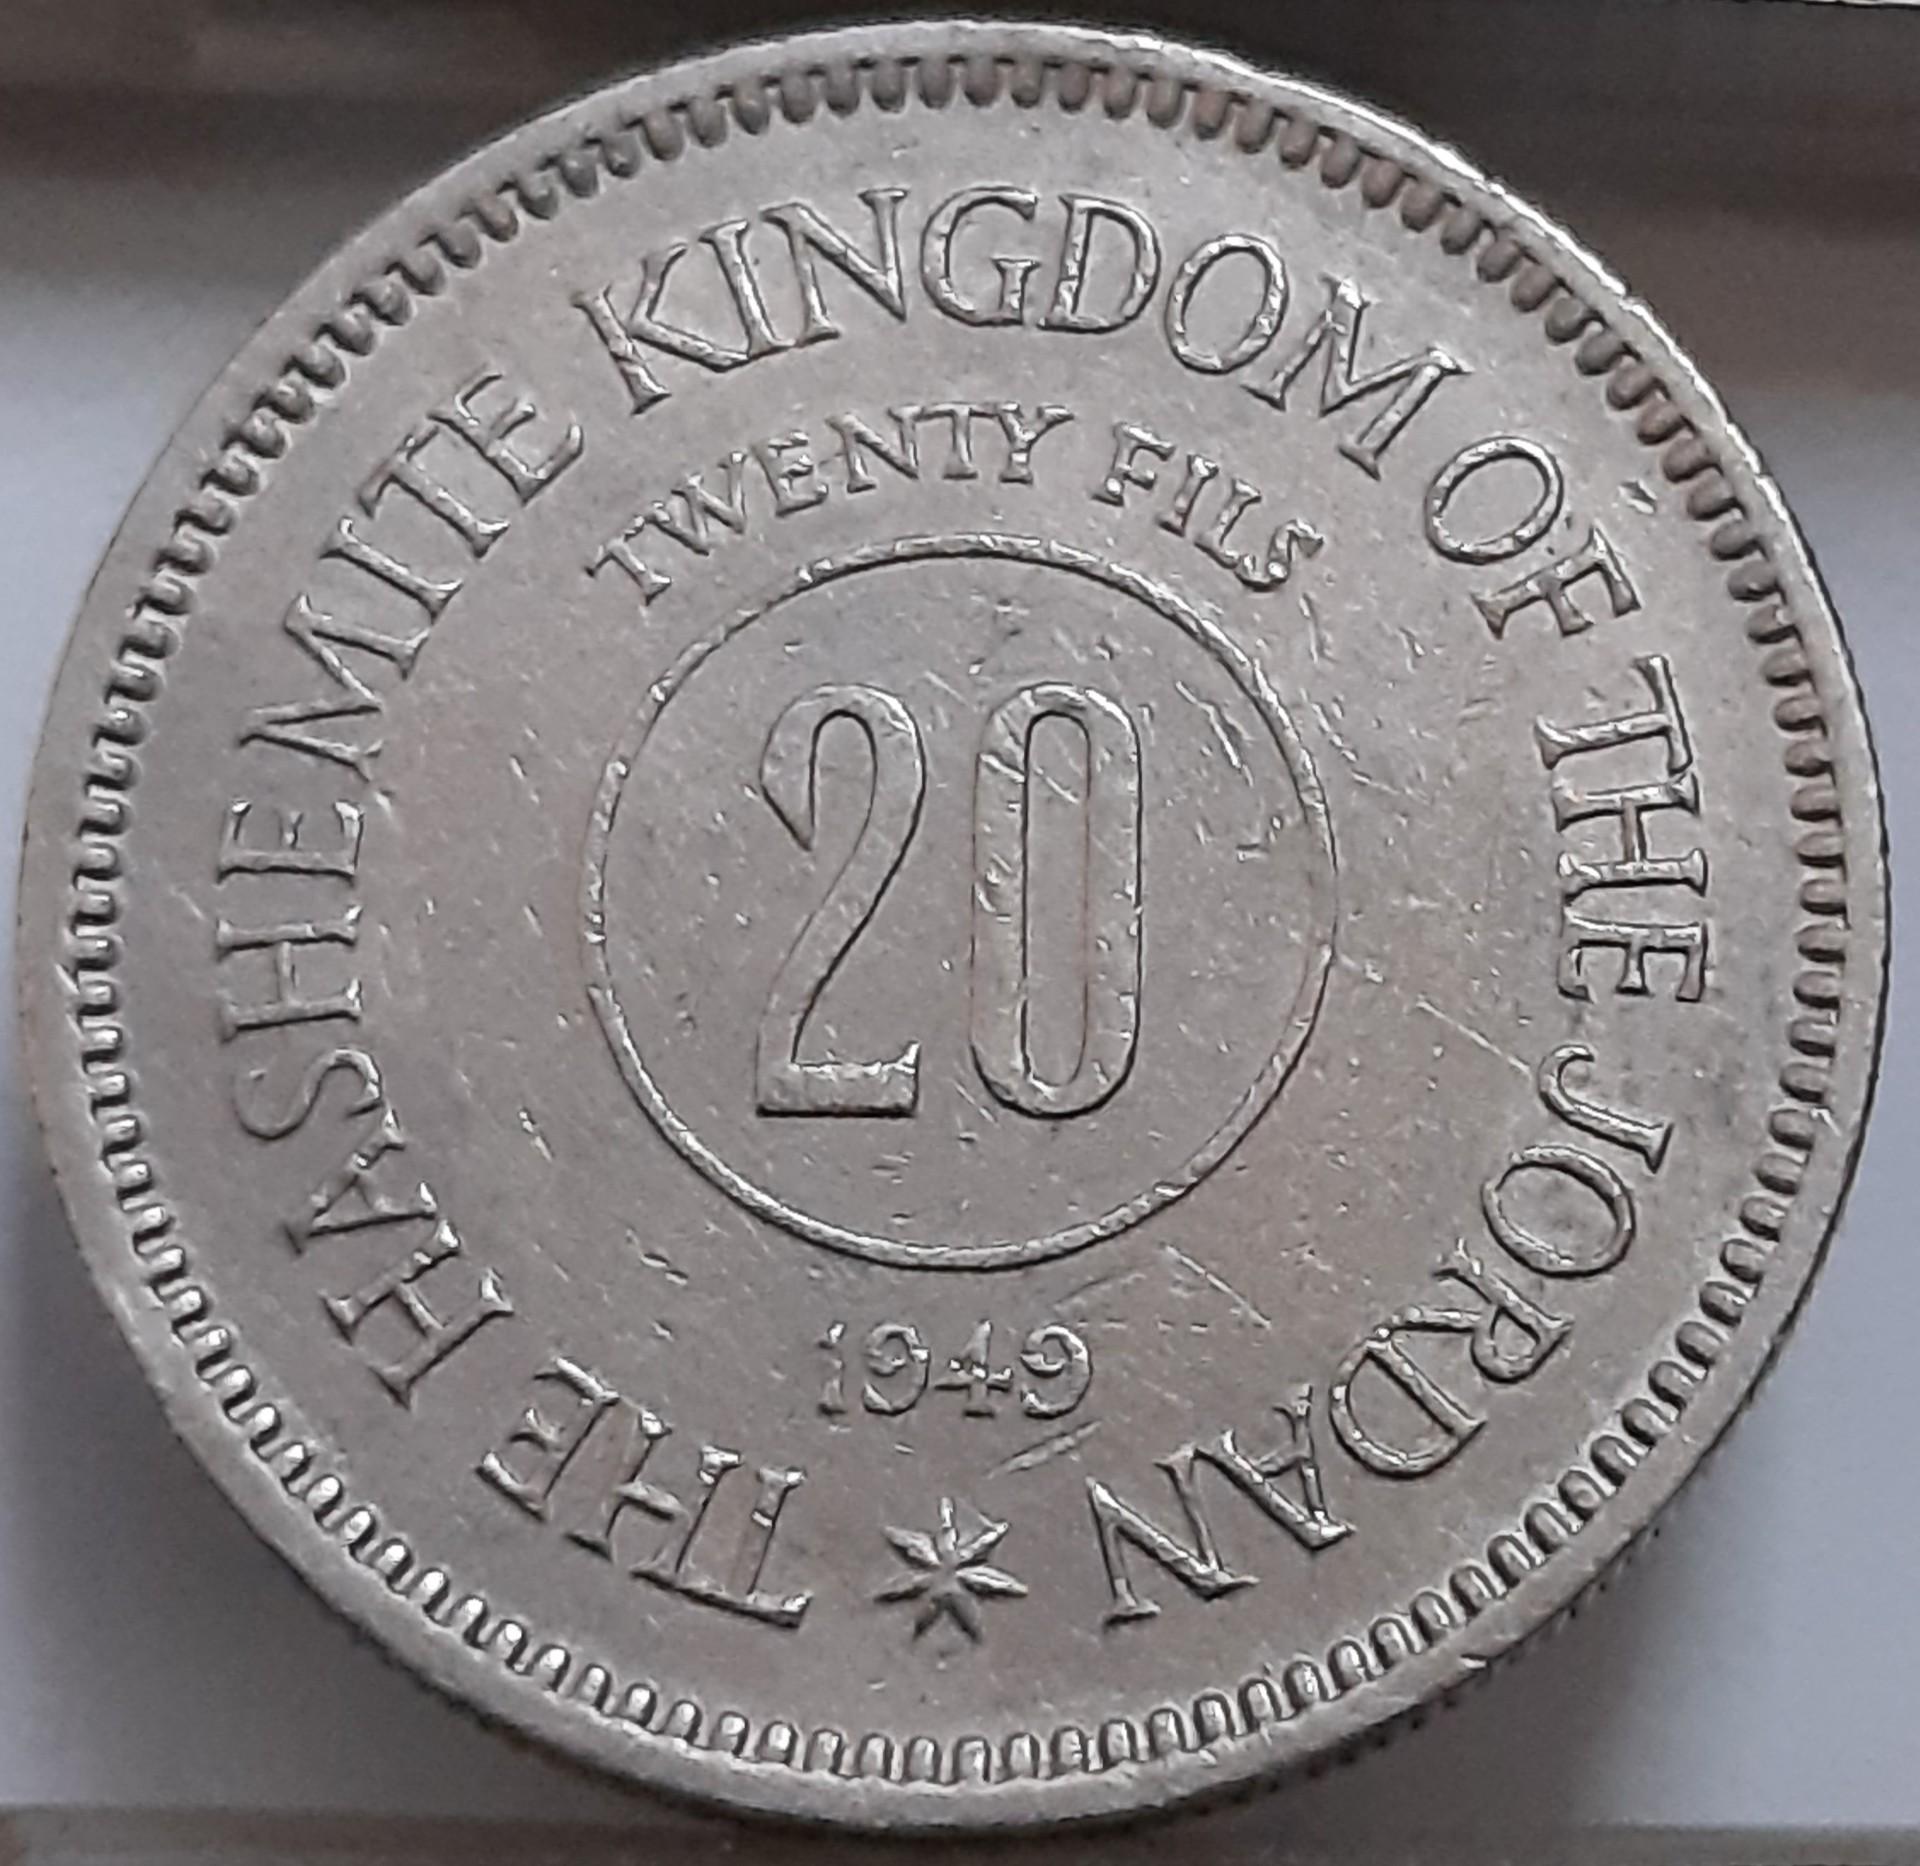 THE HASHEMITE KINGDOM OF THE JORDAN
TWENTY FILS
20
1949